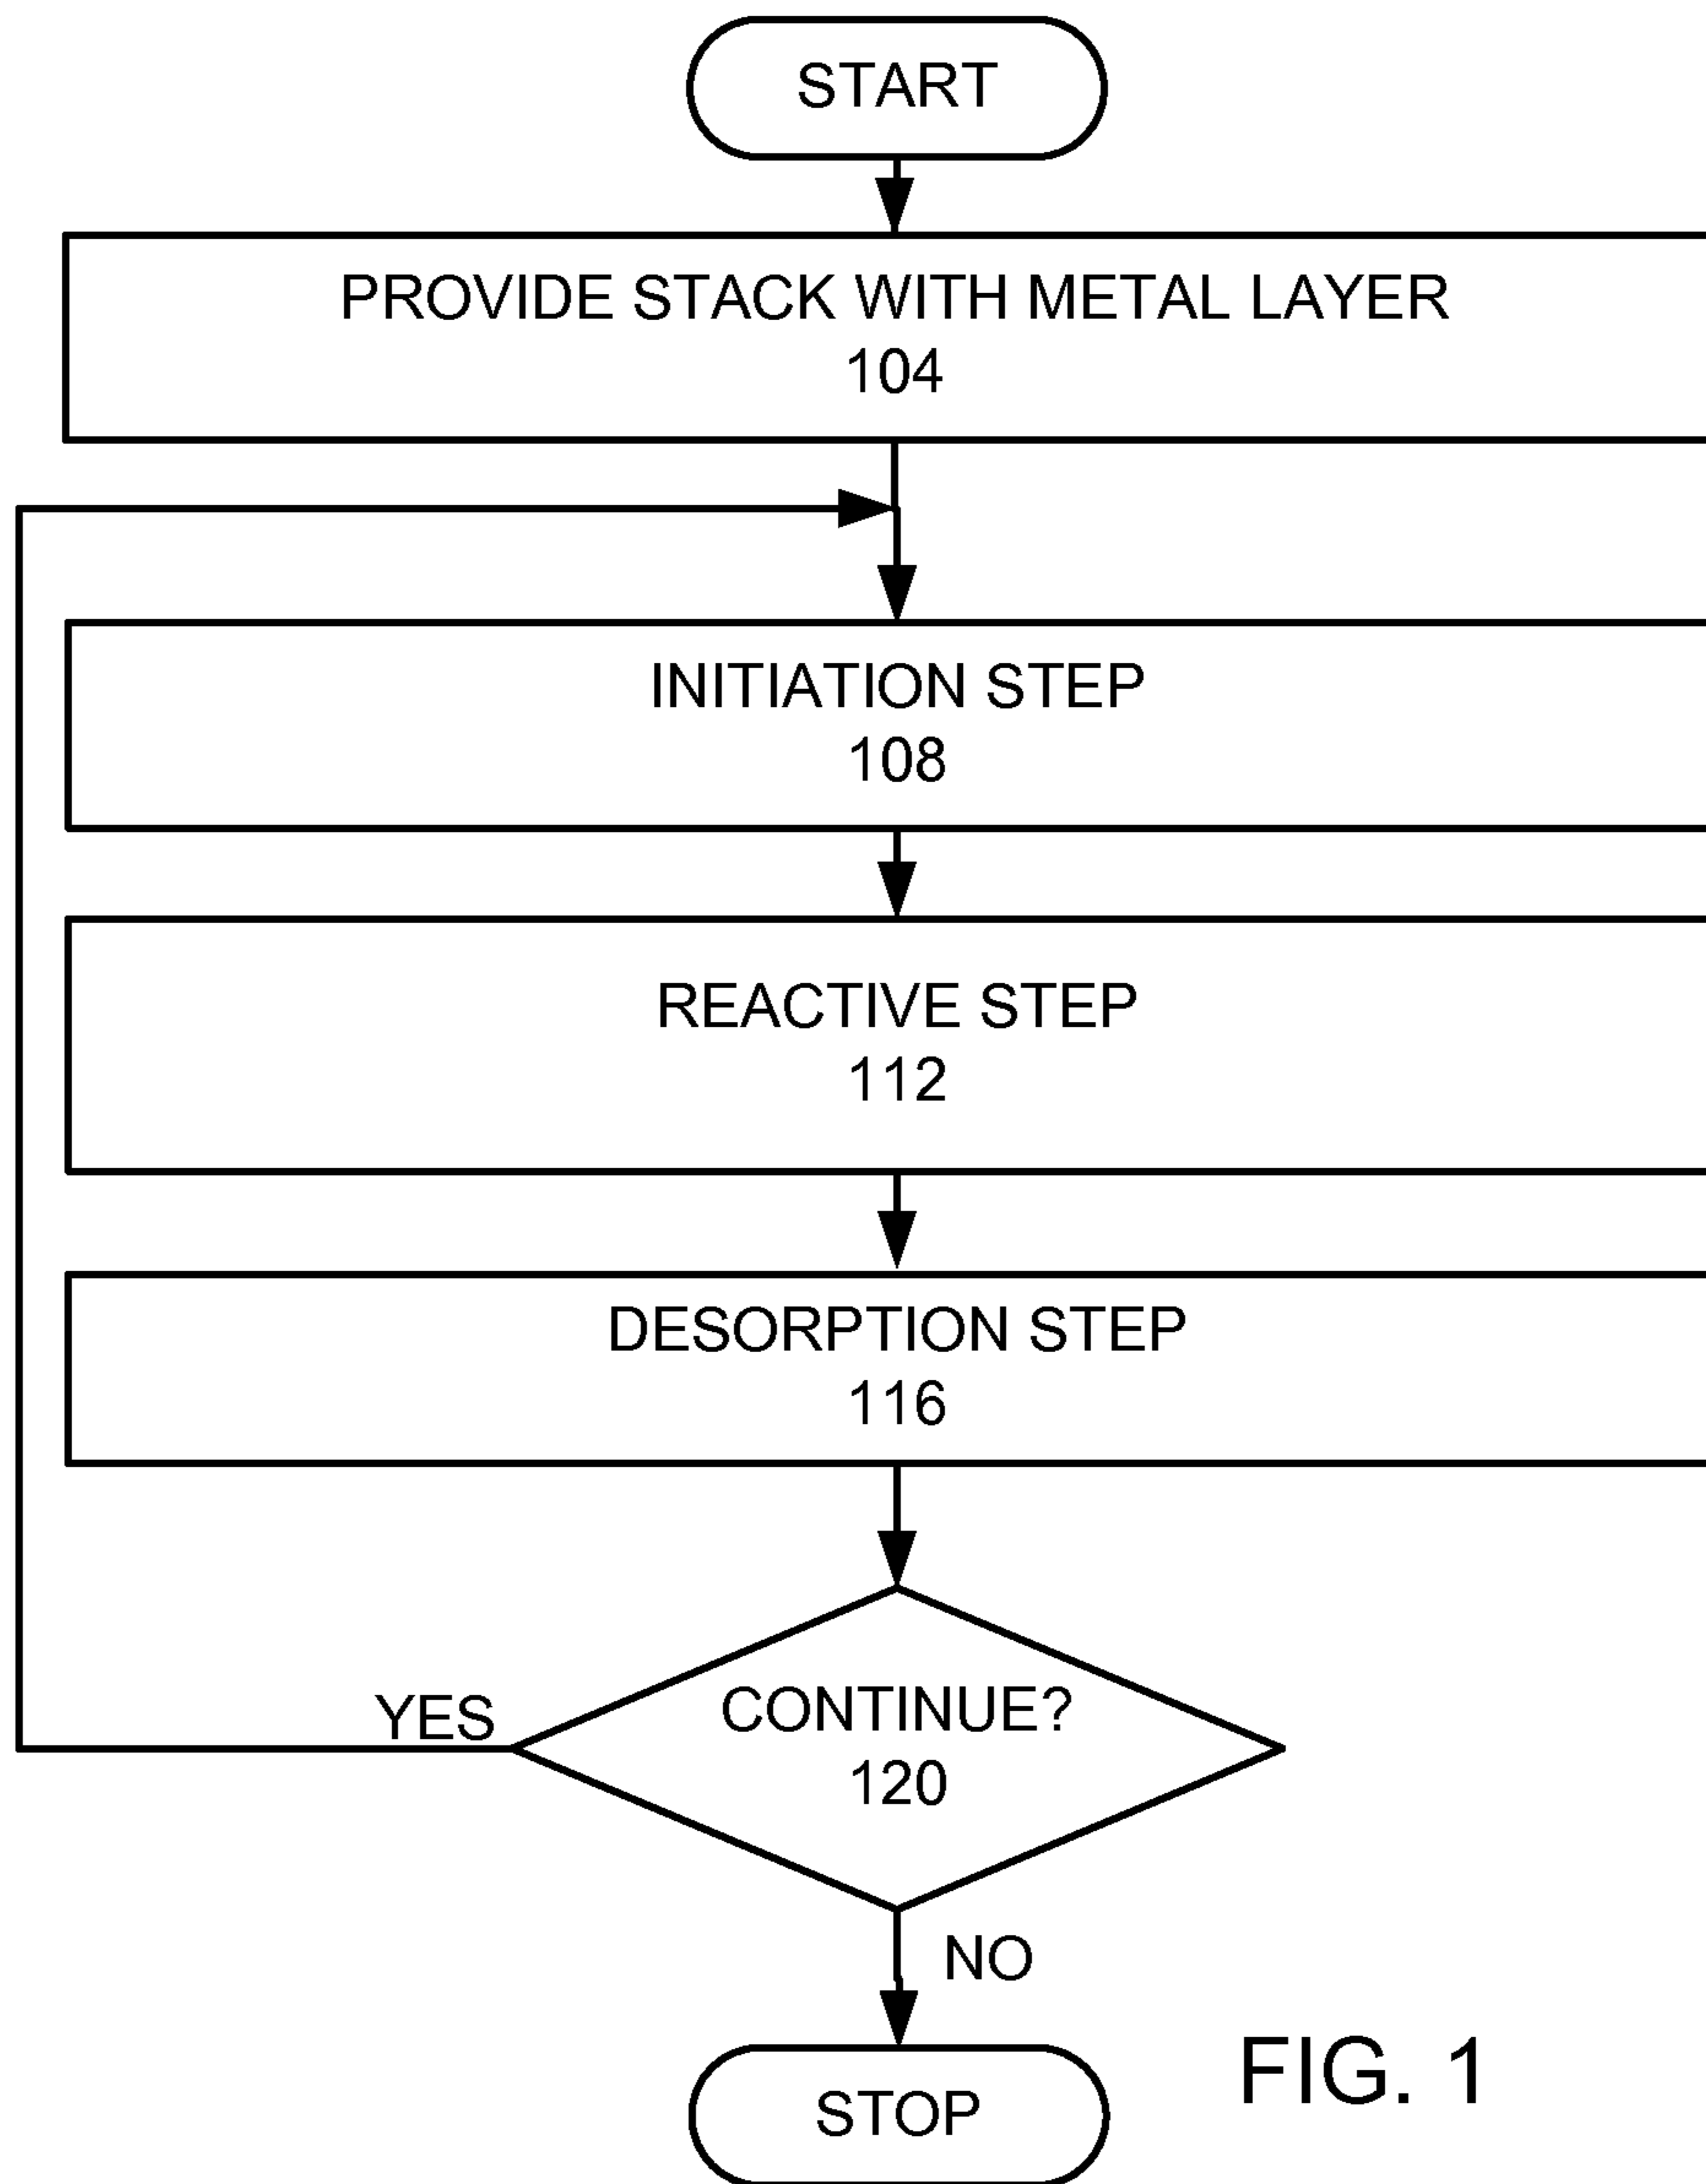 START
PROVIDE STACK WITH METAL LAYER
104
INITIATION STEP
108
REACTIVE STEP
112
DESORPTION STEP
116
CONTINUE?
120
YES
NO
STOP
FIG. 1